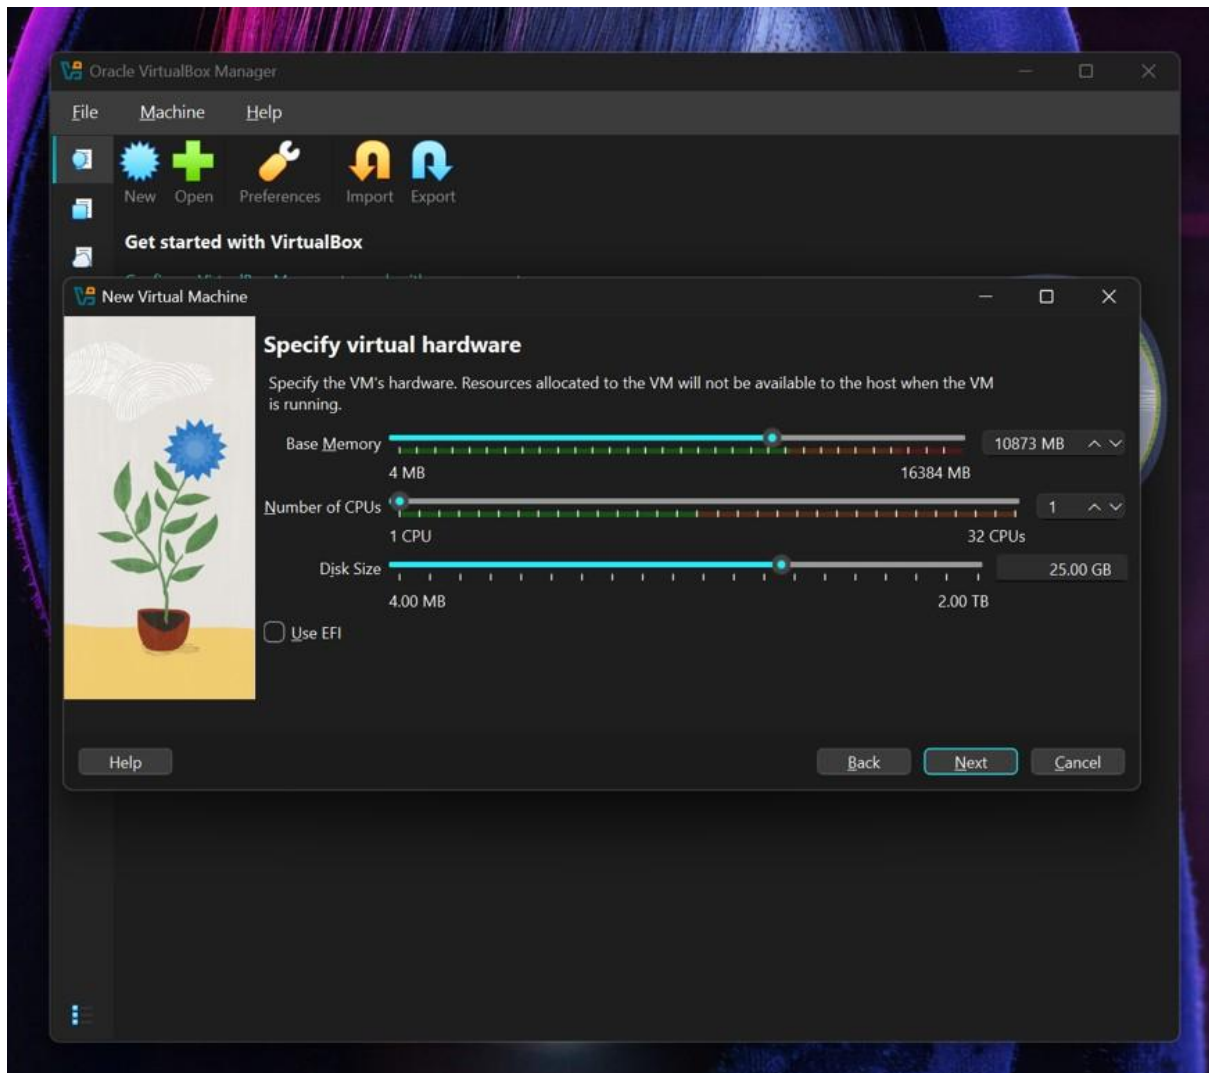 Oracle VirtualBox Manager
File Machine Help
New Open Preferences Import Export
Get started with VirtualBox
New Virtual Machine
Specify virtual hardware
Specify the VM's hardware. Resources allocated to the VM will not be available to the host when the VM
is running.
Base Memory 10873 MB
4 MB 16384 MB
Number of CPUs 1
1 CPU 32 CPUs
Disk Size 25.00 GB
4.00 MB 2.00 TB
Use EFI
Help Back Next Cancel